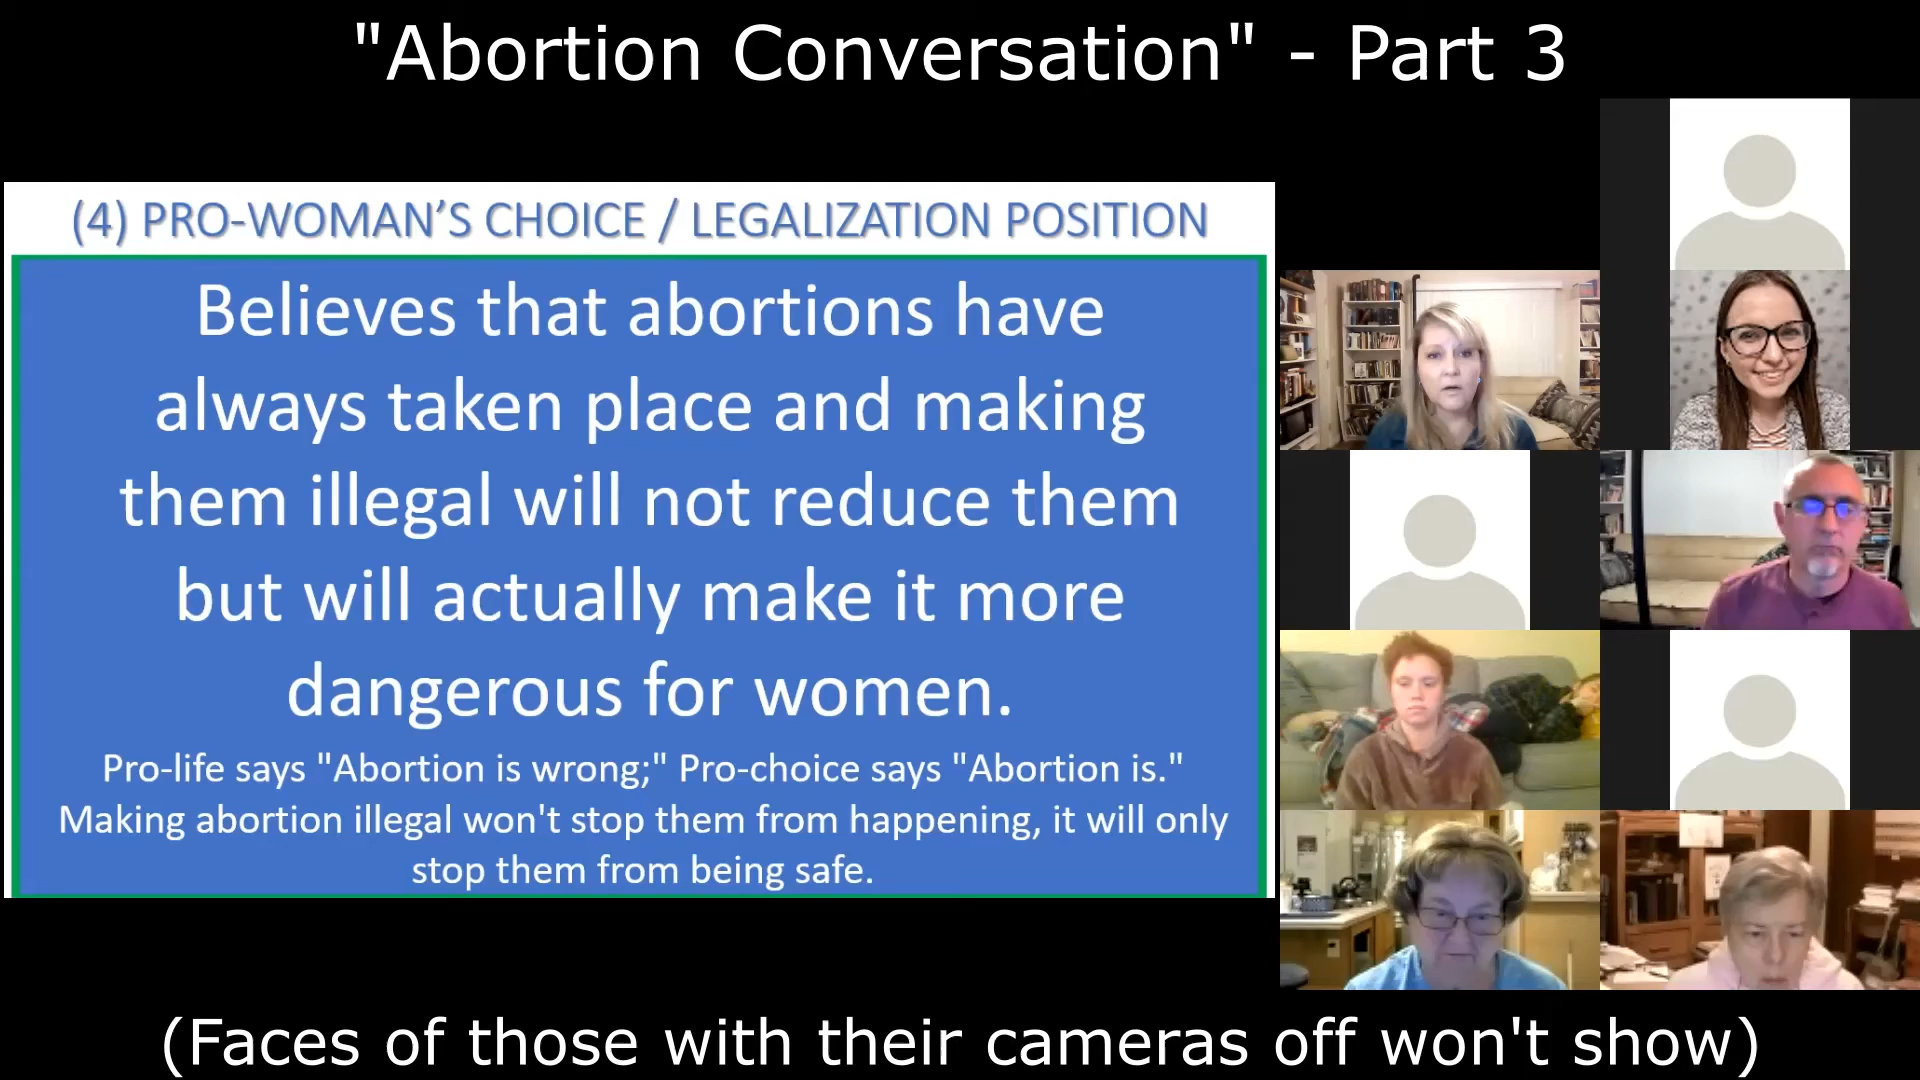 "Abortion Conversation" - Part 3
(4) PRO-WOMAN’S CHOICE / LEGALIZATION POSITION
Believes that abortions have
always taken place and making
them illegal will not reduce them
but will actually make it more
dangerous for women.
Pro-life says "Abortion is wrong;" Pro-choice says "Abortion is."
Making abortion illegal won't stop them from happening, it will only
stop them from being safe.
(Faces of those with their cameras off won't show)